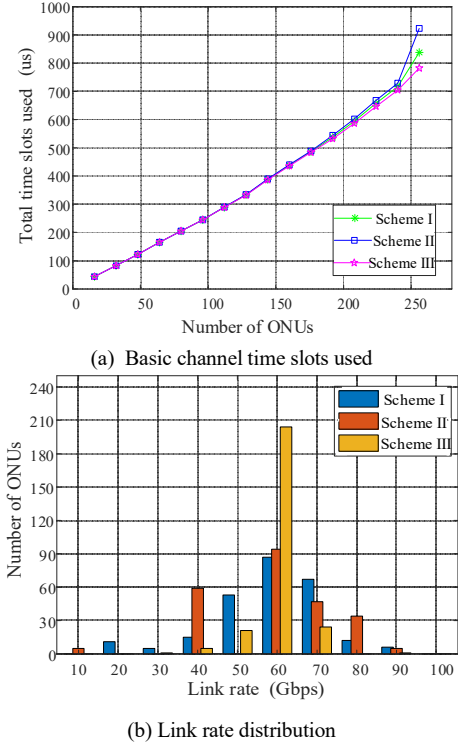 1000
900
800
700
600
500
400
300
200
100
0
Total time slots used (us)
Scheme I
Scheme II
Scheme III
0 50 100 150 200 250 300
Number of ONUs
(a) Basic channel time slots used
240
210
180
150
120
90
60
30
0
Number of ONUs
Scheme I
Scheme II
Scheme III
10 20 30 40 50 60 70 80 90 100
Link rate (Gbps)
(b) Link rate distribution